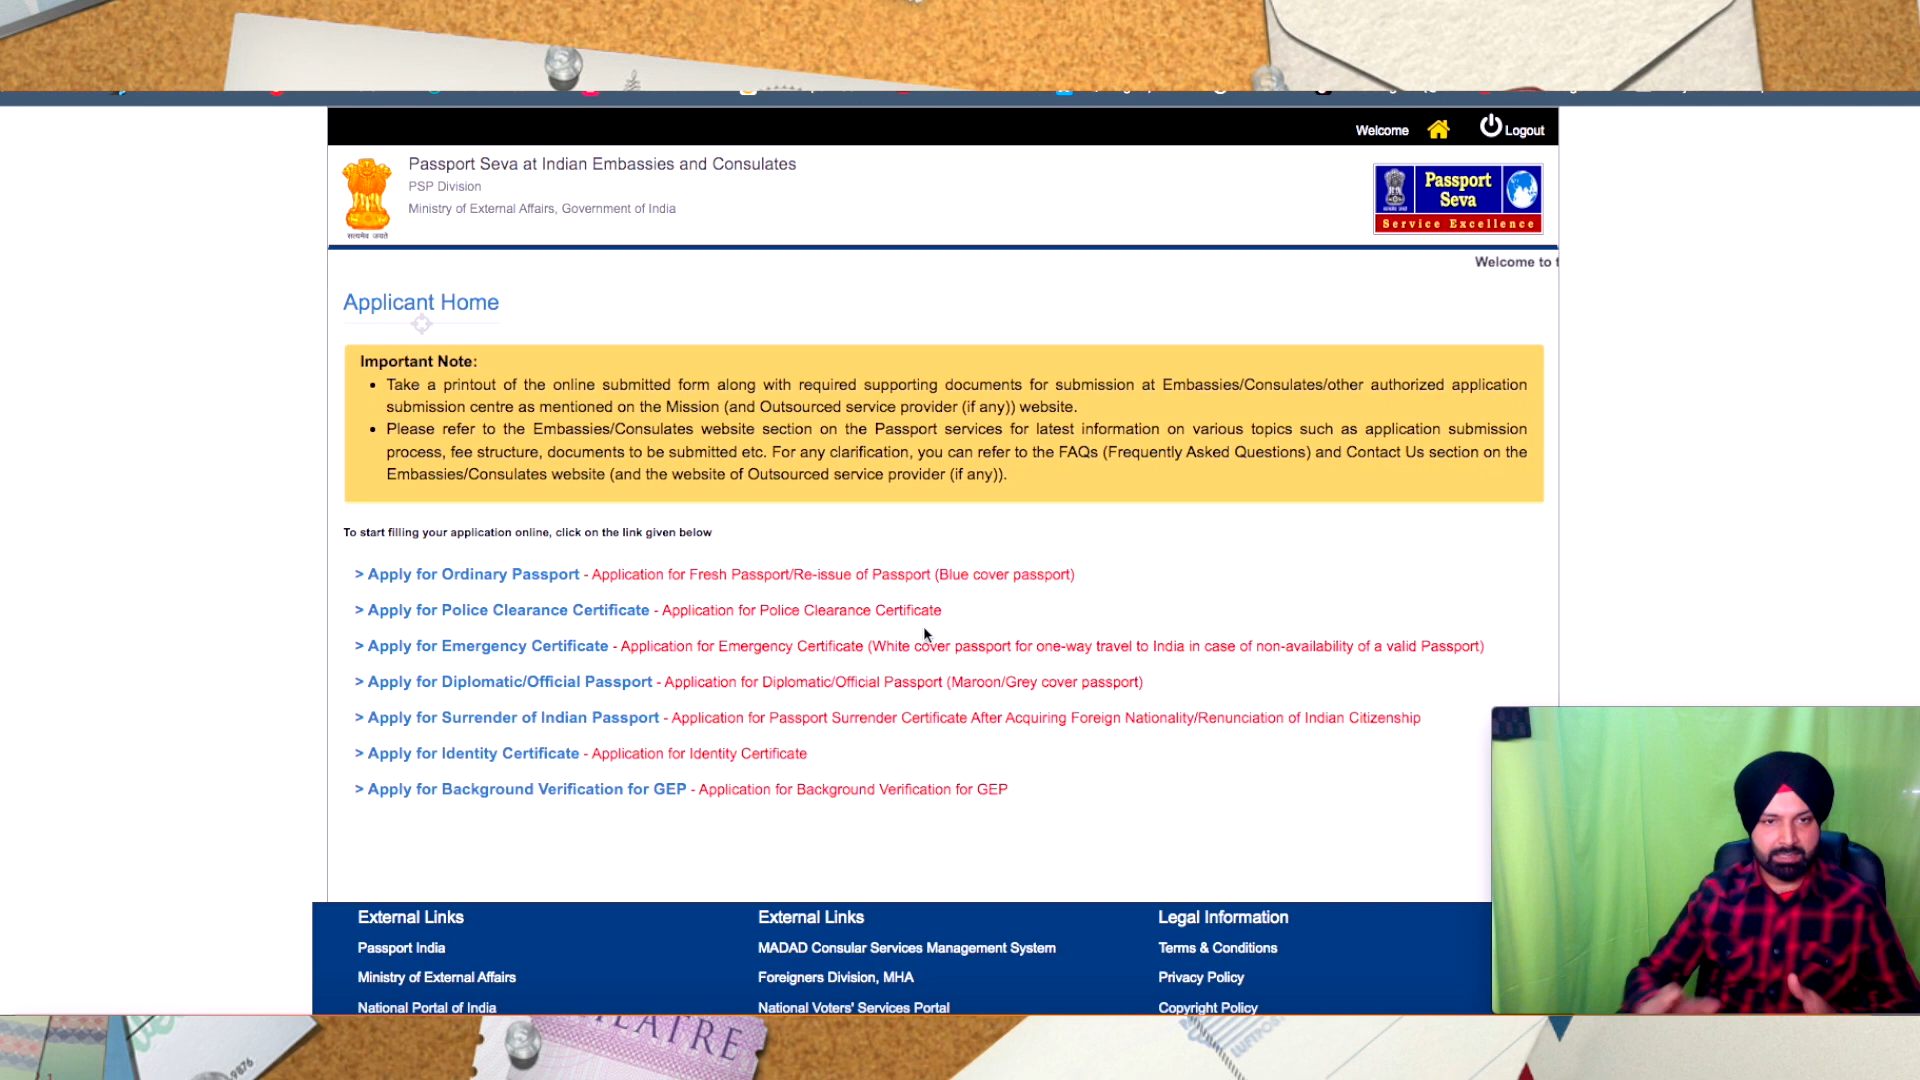 Welcome
Logout
Passport Seva at Indian Embassies and Consulates
PSP Division
Ministry of External Affairs, Government of India
सत्यमेव जयते
Passport
Seva
Service Excellence
Welcome to t
Applicant Home
Important Note:
Take a printout of the online submitted form along with required supporting documents for submission at Embassies/Consulates/other authorized application
submission centre as mentioned on the Mission (and Outsourced service provider (if any)) website.
Please refer to the Embassies/Consulates website section on the Passport services for latest information on various topics such as application submission
process, fee structure, documents to be submitted etc. For any clarification, you can refer to the FAQs (Frequently Asked Questions) and Contact Us section on the
Embassies/Consulates website (and the website of Outsourced service provider (if any)).
To start filling your application online, click on the link given below
> Apply for Ordinary Passport - Application for Fresh Passport/Re-issue of Passport (Blue cover passport)
> Apply for Police Clearance Certificate - Application for Police Clearance Certificate
> Apply for Emergency Certificate - Application for Emergency Certificate (White cover passport for one-way travel to India in case of non-availability of a valid Passport)
> Apply for Diplomatic/Official Passport - Application for Diplomatic/Official Passport (Maroon/Grey cover passport)
> Apply for Surrender of Indian Passport - Application for Passport Surrender Certificate After Acquiring Foreign Nationality/Renunciation of Indian Citizenship
> Apply for Identity Certificate - Application for Identity Certificate
> Apply for Background Verification for GEP - Application for Background Verification for GEP
External Links
Passport India
Ministry of External Affairs
National Portal of India
External Links
MADAD Consular Services Management System
Foreigners Division, MHA
National Voters' Services Portal
Legal Information
Terms & Conditions
Privacy Policy
Copyright Policy
9876